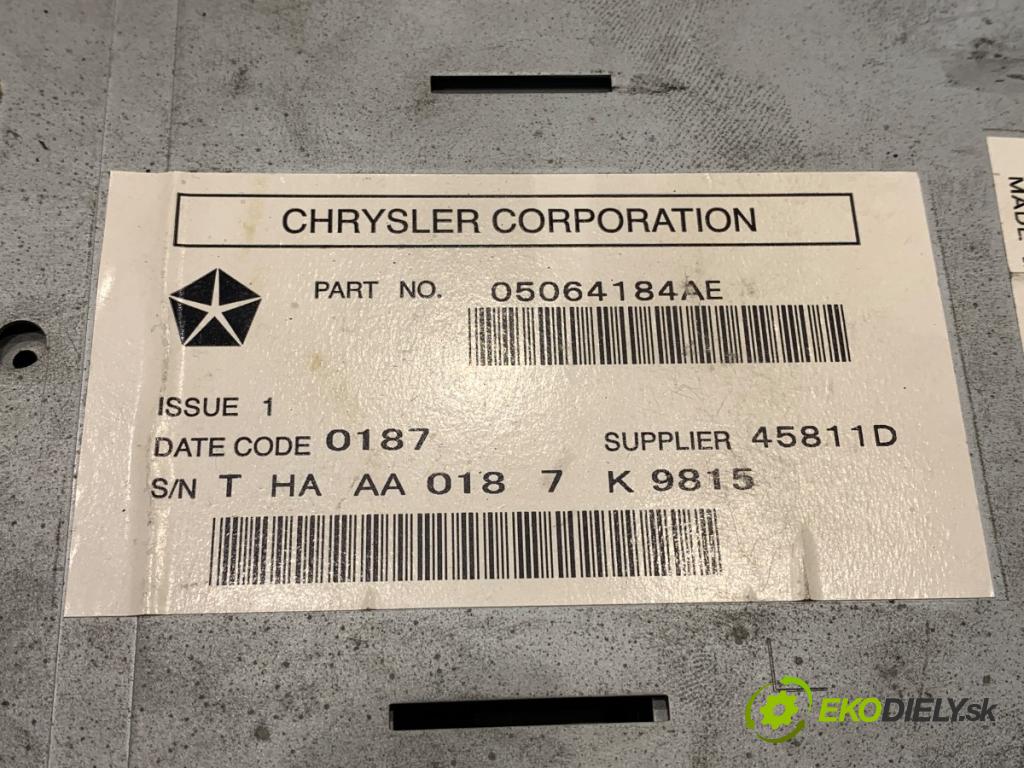 CHRYSLER CORPORATION
PART NO. 05064184AE
ISSUE 1
DATE CODE 0187 SUPPLIER 45811D
S/N T HA AA 018 7 K 9815
MADE
EKODIELY.sk